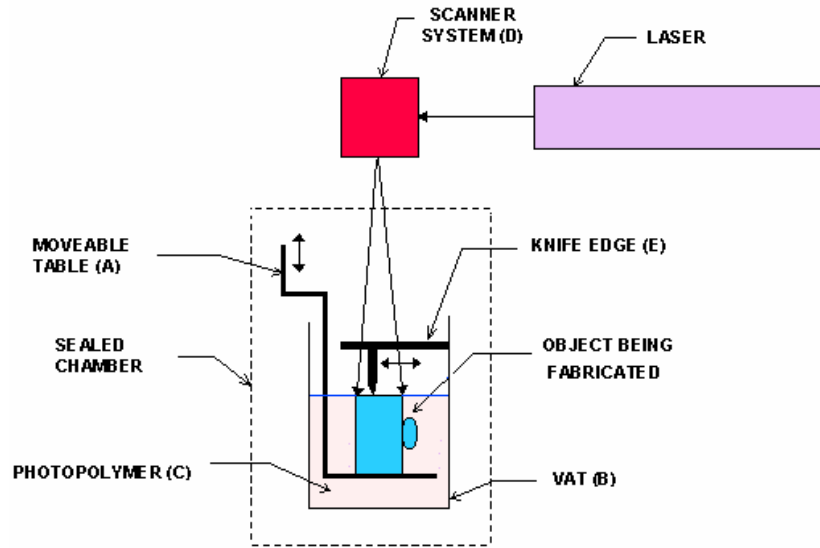 SCANNER
SYSTEM (D)
LASER
MOVEABLE
TABLE (A)
KNIFE EDGE (E)
SEALED
CHAMBER
OBJECT BEING
FABRICATED
PHOTOPOLYMER (C)
VAT (B)